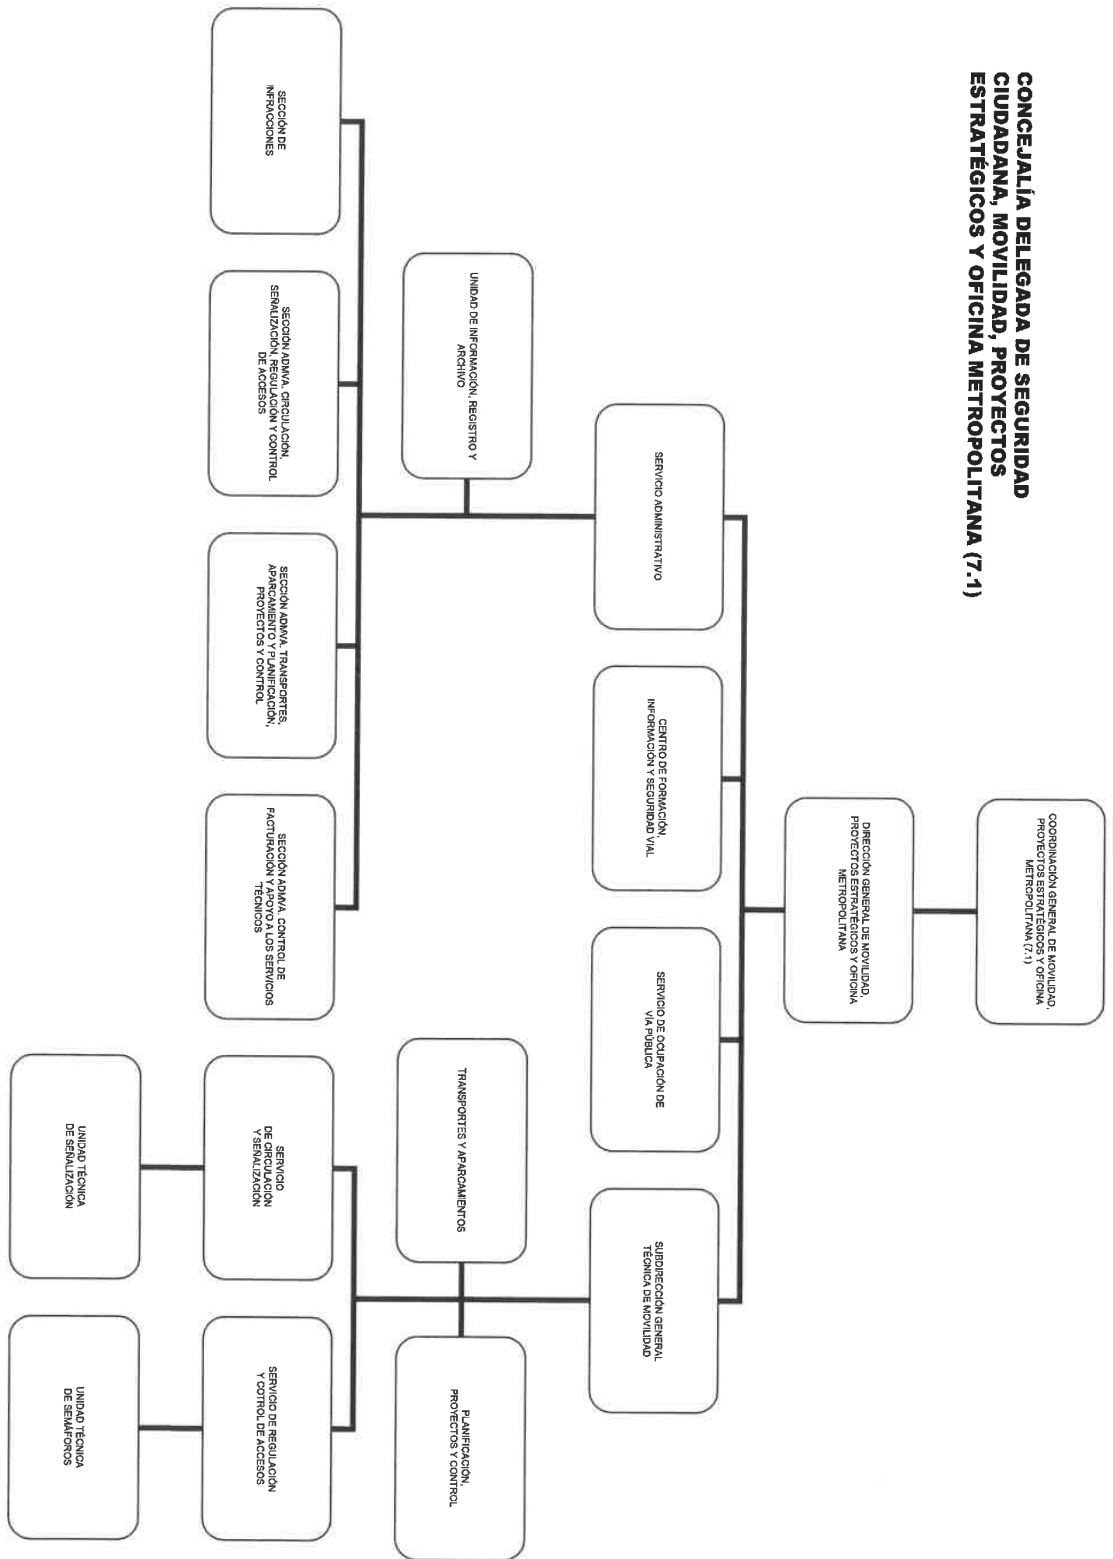 CONCEJALÍA DELEGADA DE SEGURIDAD
CIUDADANA, MOVILIDAD, PROYECTOS
ESTRATÉGICOS Y OFICINA METROPOLITANA (7.1)
COORDINACIÓN GENERAL DE MOVILIDAD,
PROYECTOS ESTRATÉGICOS Y OFICINA
METROPOLITANA (7.1)
DIRECCIÓN GENERAL DE MOVILIDAD,
PROYECTOS ESTRATÉGICOS Y OFICINA
METROPOLITANA
SERVICIO ADMINISTRATIVO
CENTRO DE FORMACIÓN,
INFORMACIÓN Y SEGURIDAD VIAL
SERVICIO DE OCUPACIÓN DE
VÍA PÚBLICA
SUBDIRECCIÓN GENERAL
TÉCNICA DE MOVILIDAD
UNIDAD DE INFORMACIÓN, REGISTRO Y
ARCHIVO
TRANSPORTES Y APARCAMIENTOS
PLANIFICACIÓN,
PROYECTOS Y CONTROL
SECCIÓN DE
INFRACCIONES
SECCIÓN ADMVA. CIRCULACIÓN,
SEÑALIZACIÓN, REGULACIÓN Y CONTROL
DE ACCESOS
SECCIÓN ADMVA. TRANSPORTES,
APARCAMIENTO Y PLANIFICACIÓN,
PROYECTOS Y CONTROL
SECCIÓN ADMVA. CONTROL DE
FACTURACIÓN Y APOYO A LOS SERVICIOS
TÉCNICOS
SERVICIO
DE CIRCULACIÓN
Y SEÑALIZACIÓN
SERVICIO DE REGULACIÓN
Y COTROL DE ACCESOS
UNIDAD TÉCNICA
DE SEÑALIZACIÓN
UNIDAD TÉCNICA
DE SEMÁFOROS